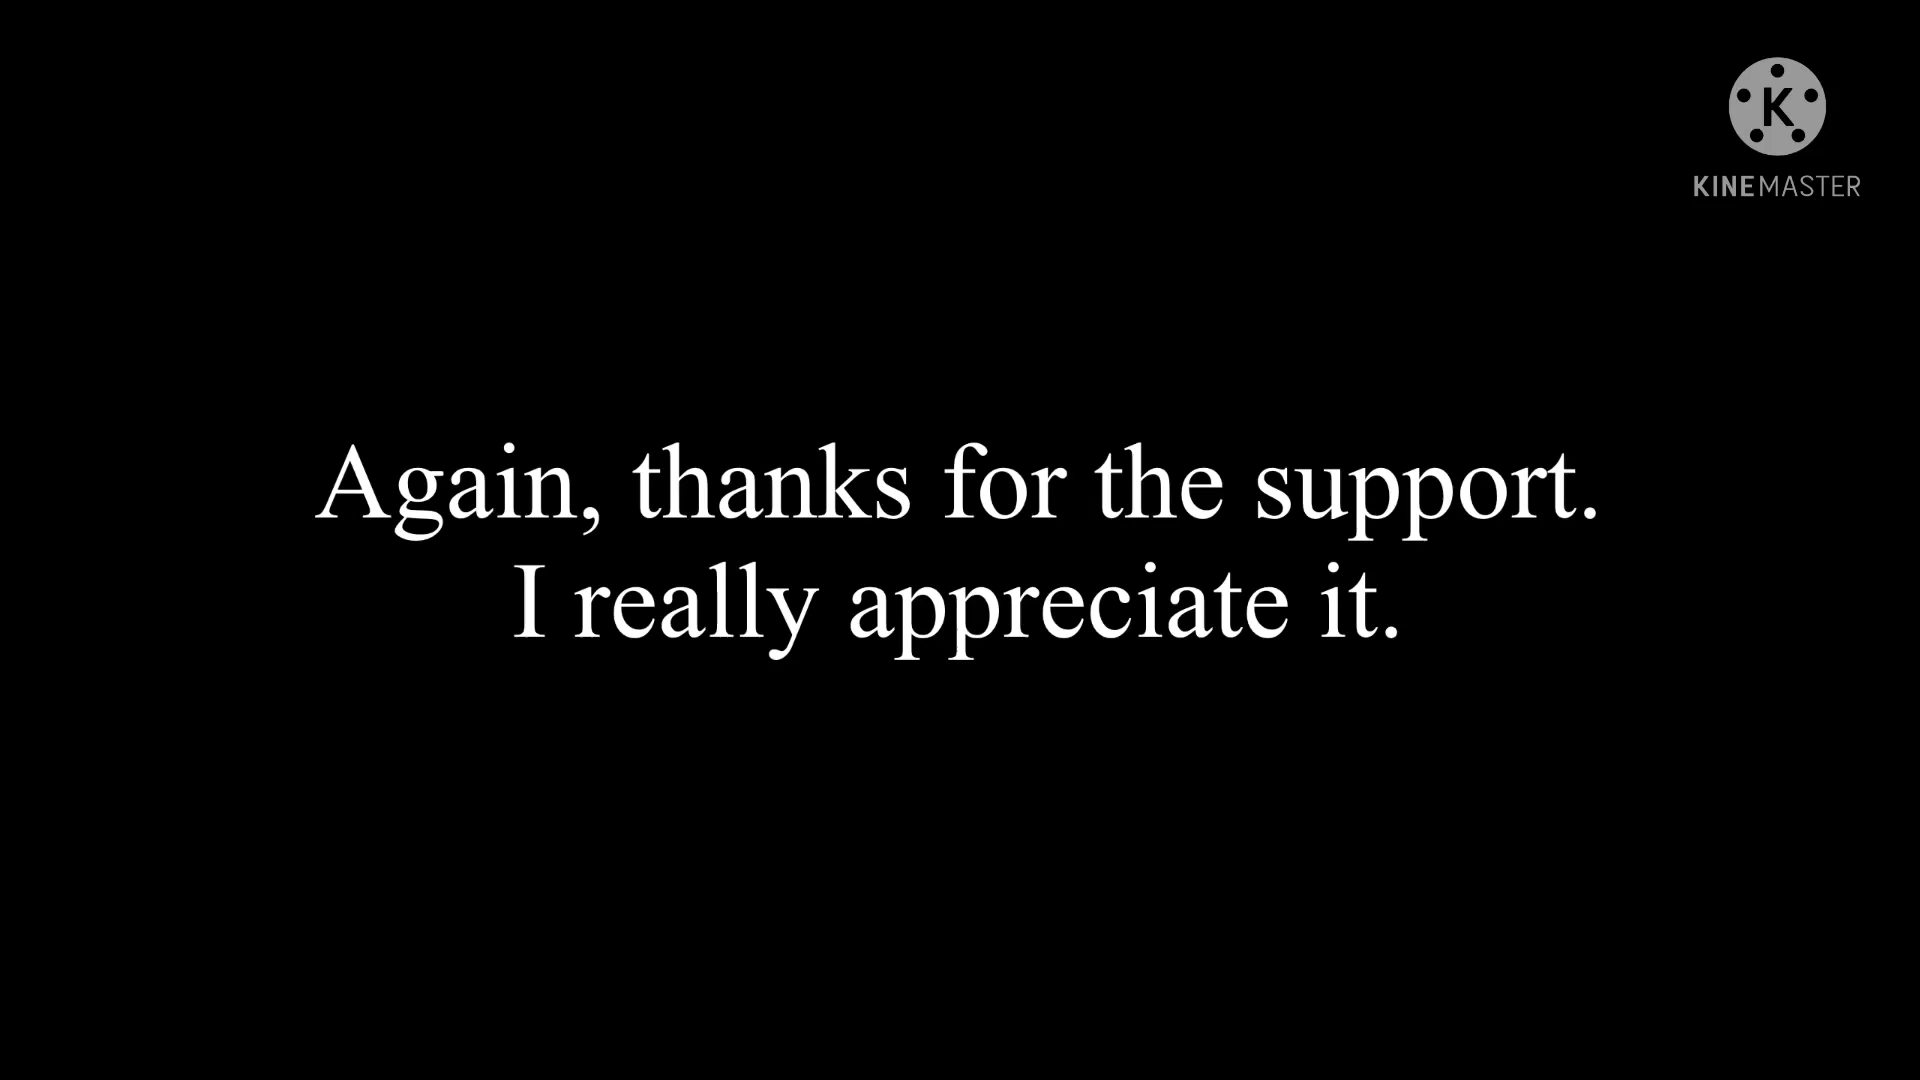 K
KINEMASTER
Again, thanks for the support.
I really appreciate it.